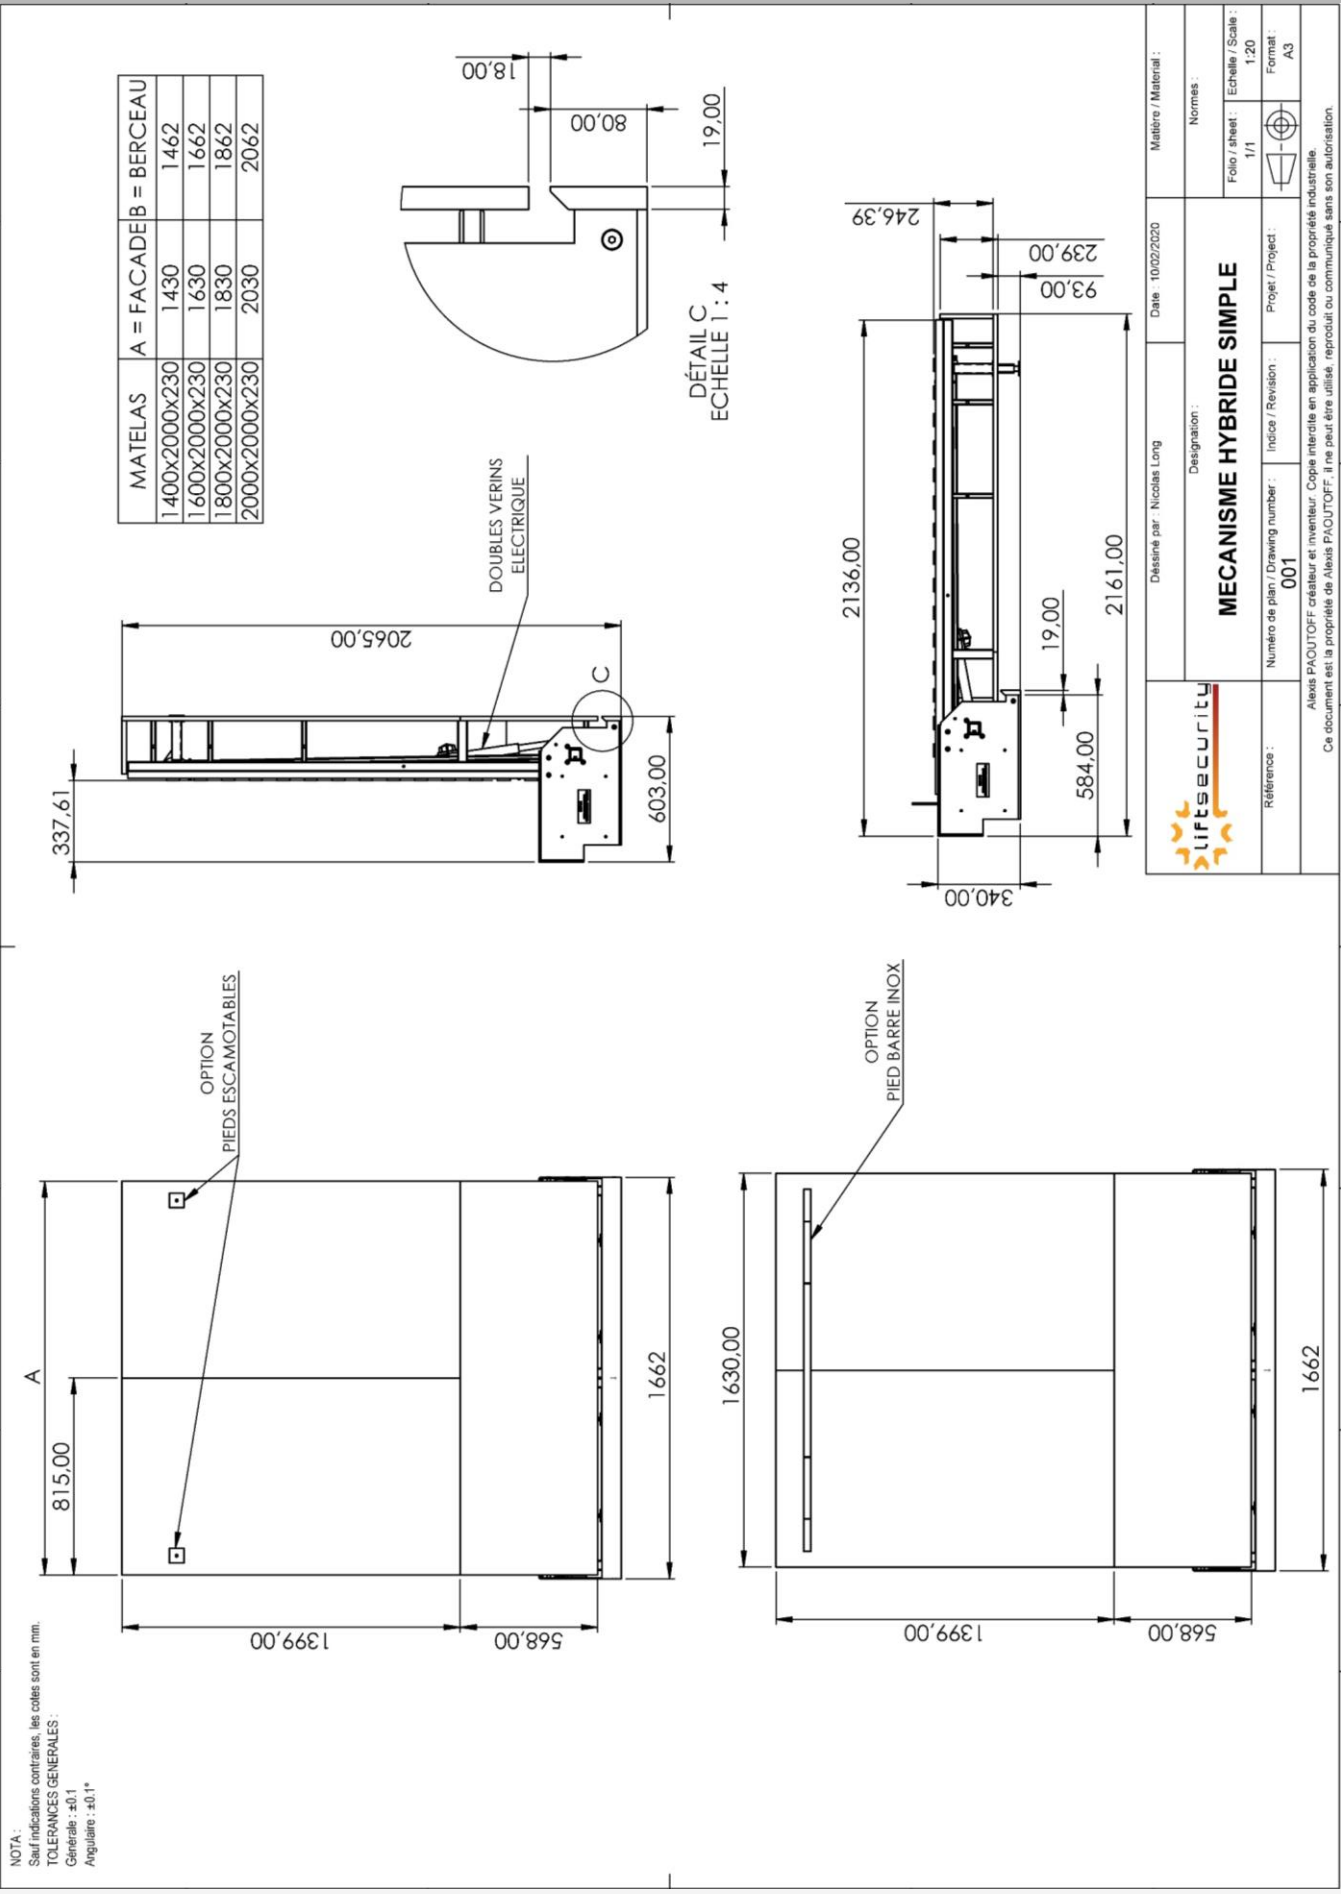 NOTA :
Sauf indications contraires, les cotes sont en mm.
TOLERANCES GENERALES :
Générale : ±0.1
Angulaire : ±0.1°
A
815,00
1399,00
568,00
1662
OPTION
PIEDS ESCAMOTABLES
337,61
2065,00
603,00
C
DOUBLES VERINS
ELECTRIQUE
MATELAS A = FACADE B = BERCEAU
1400x2000x230 1430 1462
1600x2000x230 1630 1662
1800x2000x230 1830 1862
2000x2000x230 2030 2062
18,00
80,00
19,00
DÉTAIL C
ECHELLE 1 : 4
1630,00
1399,00
568,00
1662
OPTION
PIED BARRE INOX
2136,00
246,39
239,00
93,00
340,00
19,00
584,00
2161,00
liftsecurity
Déssiné par : Nicolas Long
Date : 10/02/2020
Matière / Material :
Designation :
MECANISME HYBRIDE SIMPLE
Normes :
Folio / sheet :
1/1
Echelle / Scale :
1:20
Référence :
Numéro de plan / Drawing number :
001
Indice / Revision :
Projet / Project :
Format :
A3
Alexis PAOUTOFF créateur et inventeur. Copie interdite en application du code de la propriété industrielle.
Ce document est la propriété de Alexis PAOUTOFF, il ne peut être utilisé, reproduit ou communiqué sans son autorisation.